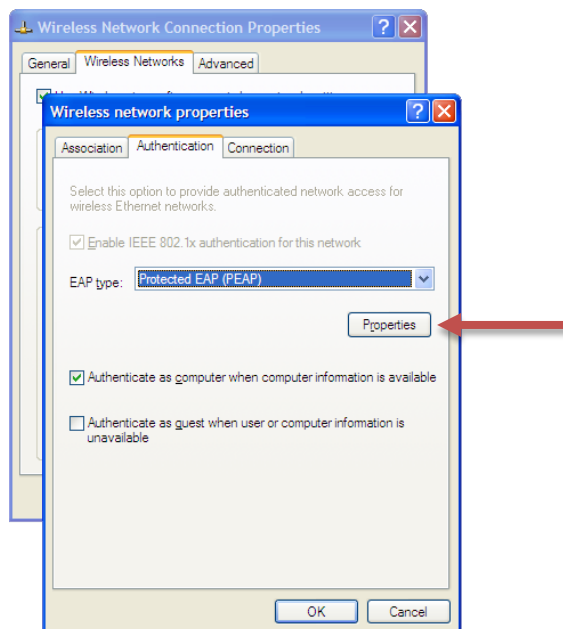 Wireless Network Connection Properties
General Wireless Networks Advanced
Wireless network properties
Association Authentication Connection
Select this option to provide authenticated network access for
wireless Ethernet networks.
Enable IEEE 802.1x authentication for this network
EAP type: Protected EAP (PEAP)
Properties
Authenticate as computer when computer information is available
Authenticate as guest when user or computer information is
unavailable
OK Cancel